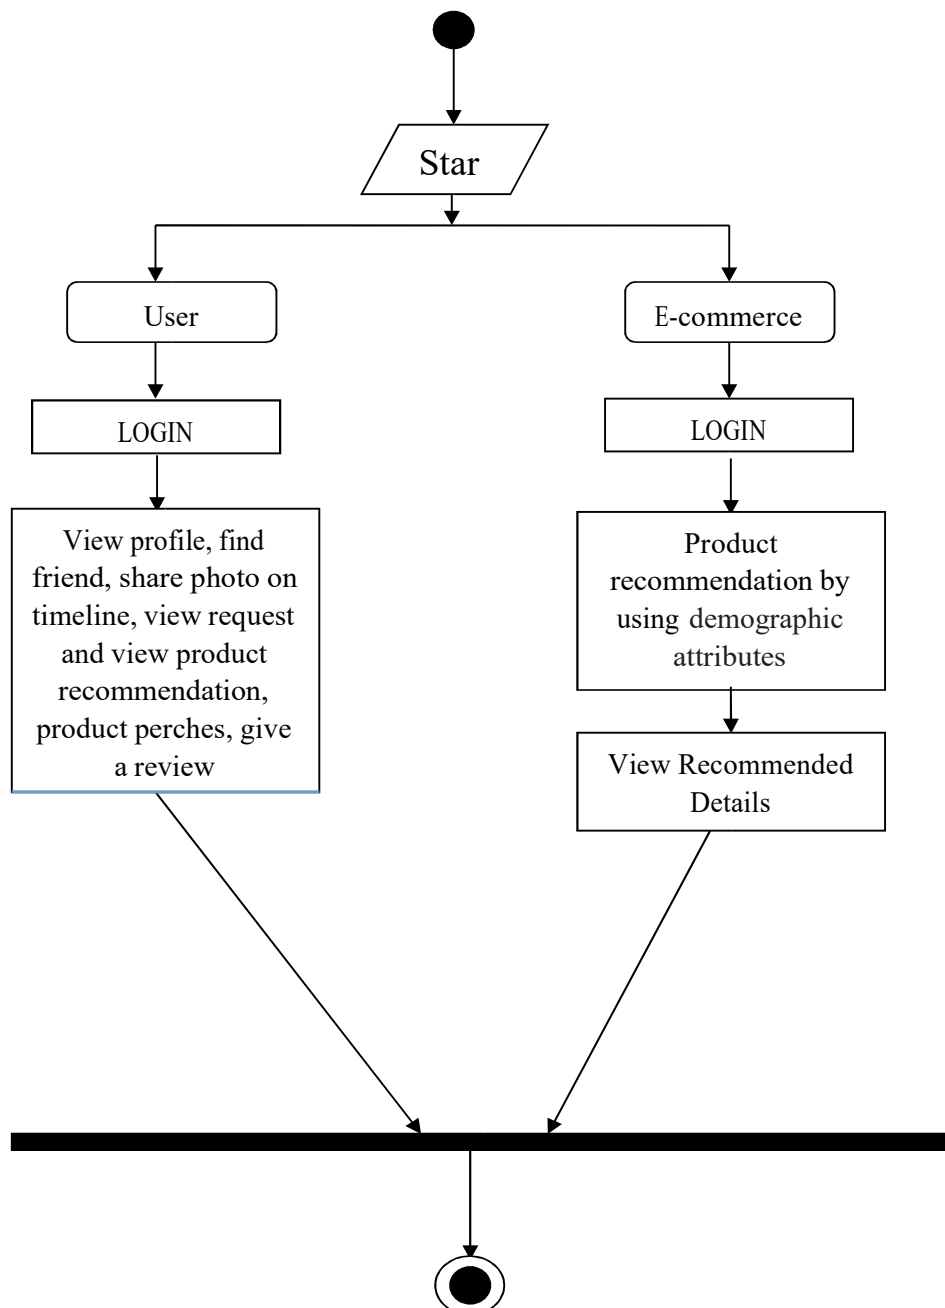 Star
User
E-commerce
LOGIN
LOGIN
View profile, find
friend, share photo on
timeline, view request
and view product
recommendation,
product perches, give
a review
Product
recommendation by
using demographic
attributes
View Recommended
Details